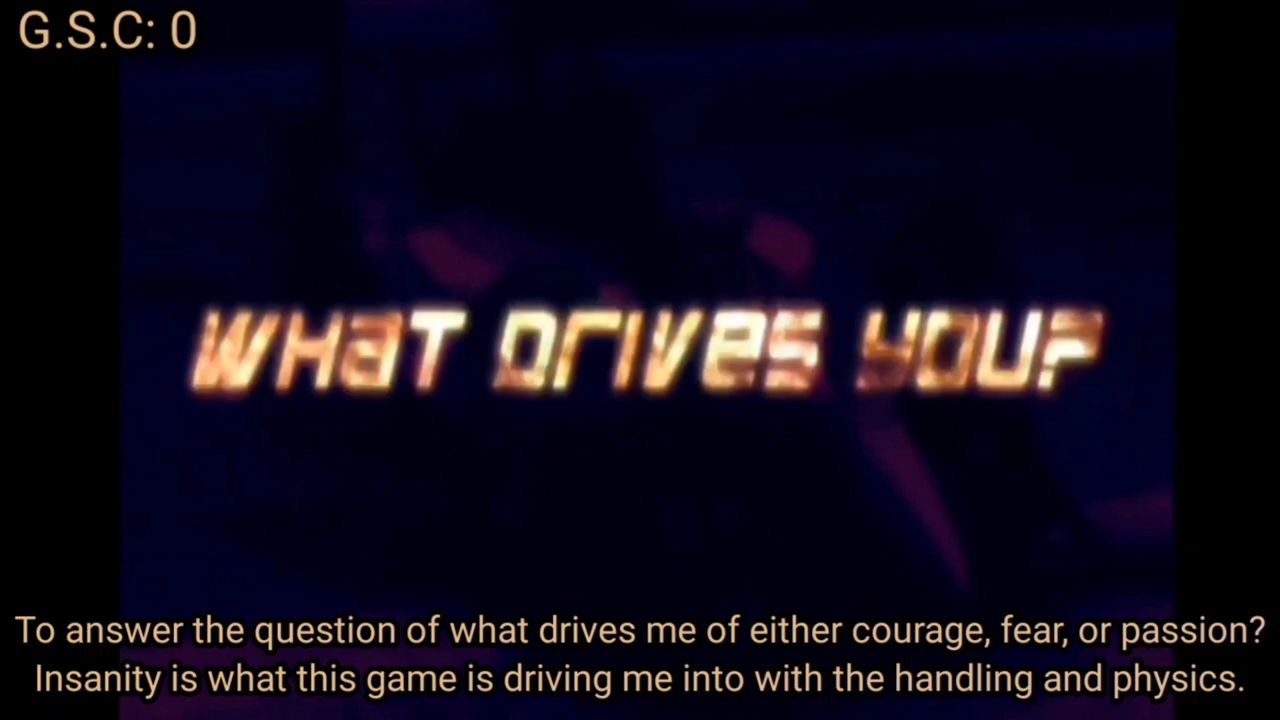 G.S.C: 0
WHaT Drives you?
To answer the question of what drives me of either courage, fear, or passion?
Insanity is what this game is driving me into with the handling and physics.